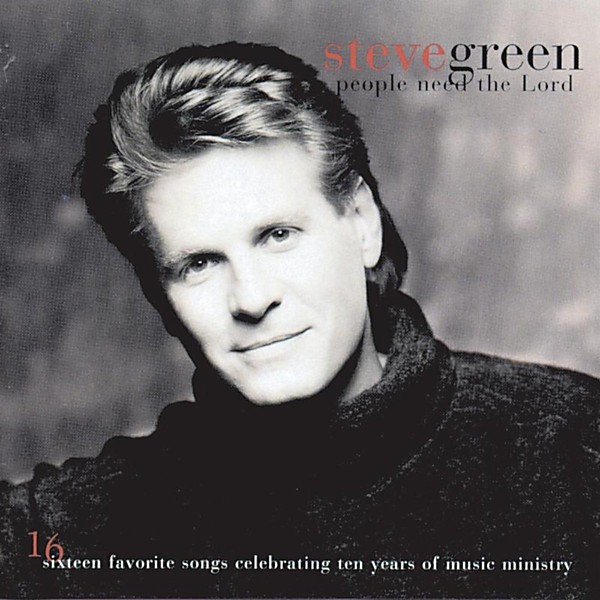 stevegreen
people need the Lord
16
sixteen favorite songs celebrating ten years of music ministry